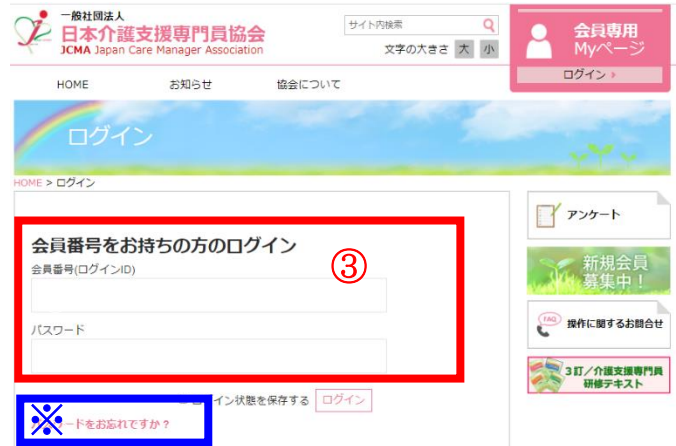 一般社団法人
日本介護支援専門員協会
JCMA Japan Care Manager Association
サイト内検索
文字の大きさ 大 小
会員専用
Myページ
ログイン
HOME お知らせ 協会について
ログイン
HOME > ログイン
会員番号をお持ちの方のログイン
③
会員番号(ログインID)
パスワード
イン状態を保存する ログイン
※
ードをお忘れですか？
アンケート
新規会員
募集中！
FAQ 操作に関するお問合せ
3訂／介護支援専門員
研修テキスト